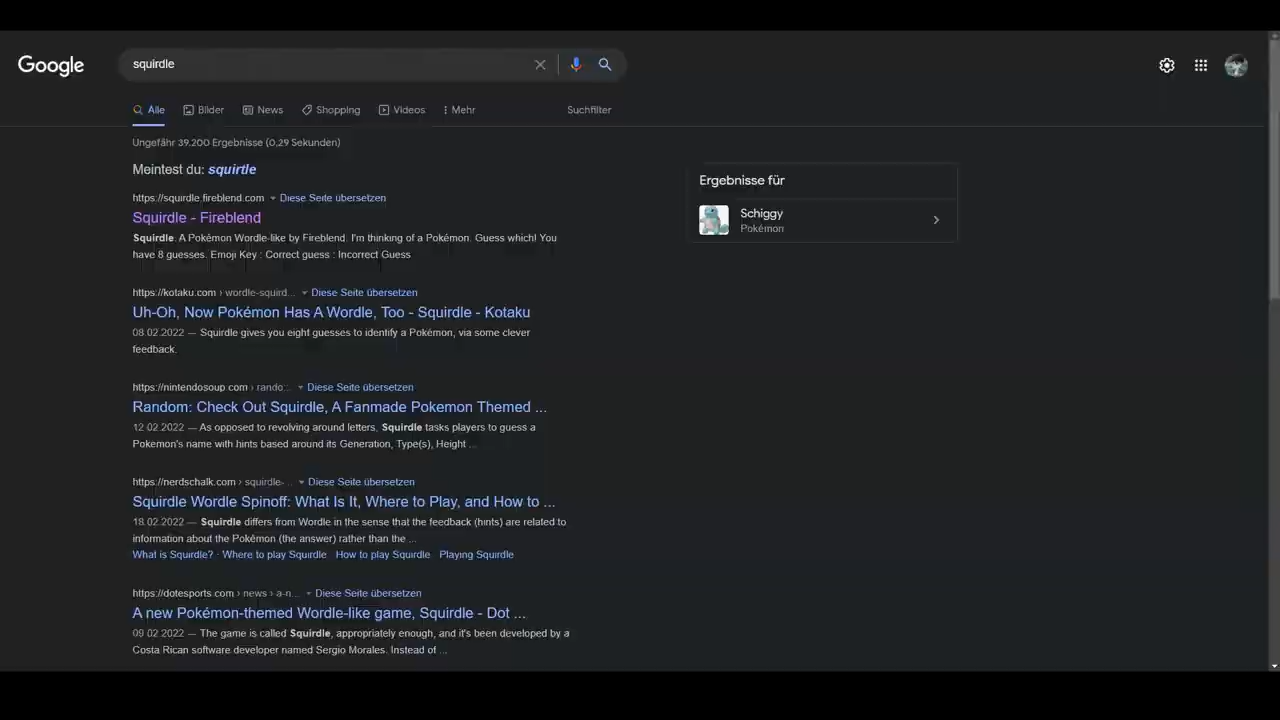 Google
squirdle
Alle Bilder News Shopping Videos Mehr Suchfilter
Ungefähr 39.200 Ergebnisse (0,29 Sekunden)
Meintest du: squirtle
https://squirdle.fireblend.com Diese Seite übersetzen
Squirdle - Fireblend
Squirdle. A Pokémon Wordle-like by Fireblend. I'm thinking of a Pokémon. Guess which! You
have 8 guesses. Emoji Key : Correct guess : Incorrect Guess
https://kotaku.com › wordle-squird... Diese Seite übersetzen
Uh-Oh, Now Pokémon Has A Wordle, Too - Squirdle - Kotaku
08.02.2022 — Squirdle gives you eight guesses to identify a Pokémon, via some clever
feedback.
https://nintendosoup.com › rando... Diese Seite übersetzen
Random: Check Out Squirdle, A Fanmade Pokemon Themed ...
12.02.2022 — As opposed to revolving around letters, Squirdle tasks players to guess a
Pokemon's name with hints based around its Generation, Type(s), Height ...
https://nerdschalk.com › squirdle-... Diese Seite übersetzen
Squirdle Wordle Spinoff: What Is It, Where to Play, and How to ...
18.02.2022 — Squirdle differs from Wordle in the sense that the feedback (hints) are related to
information about the Pokémon (the answer) rather than the ...
What is Squirdle? · Where to play Squirdle · How to play Squirdle · Playing Squirdle
https://dotesports.com › news › a-n... Diese Seite übersetzen
A new Pokémon-themed Wordle-like game, Squirdle - Dot ...
09.02.2022 — The game is called Squirdle, appropriately enough, and it's been developed by a
Costa Rican software developer named Sergio Morales. Instead of ...
Ergebnisse für
Schiggy
Pokémon